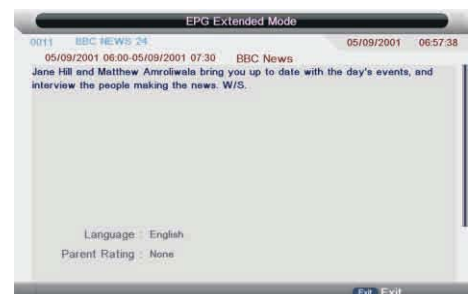 EPG Extended Mode
0011 BBC NEWS 24 05/09/2001 06:57:38
05/09/2001 06:00-05/09/2001 07:30 BBC News
Jane Hill and Matthew Amroliwala bring you up to date with the day's events, and
interview the people making the news. W/S.
Language : English
Parent Rating : None
Exit Exit